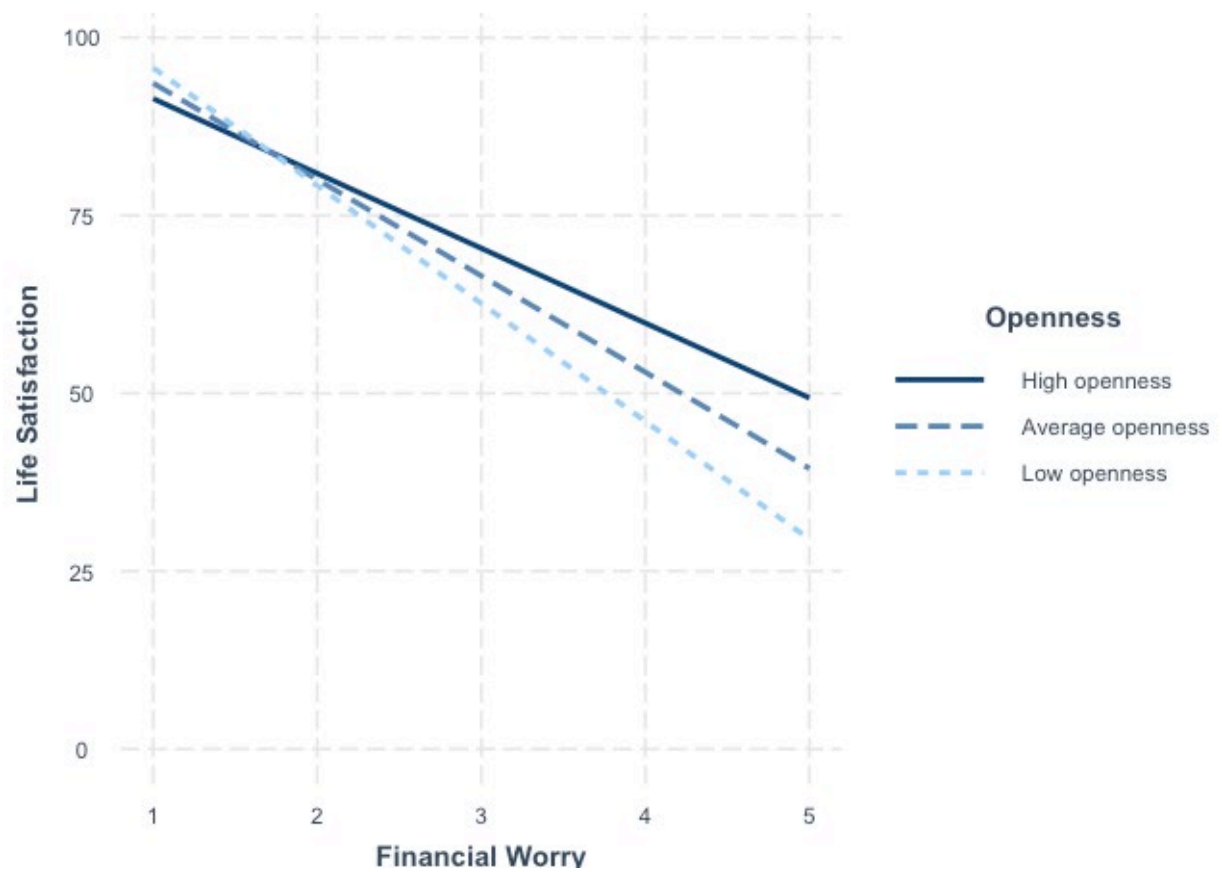 100
75
50
25
0
Life Satisfaction
1 2 3 4 5
Financial Worry
Openness
High openness
Average openness
Low openness